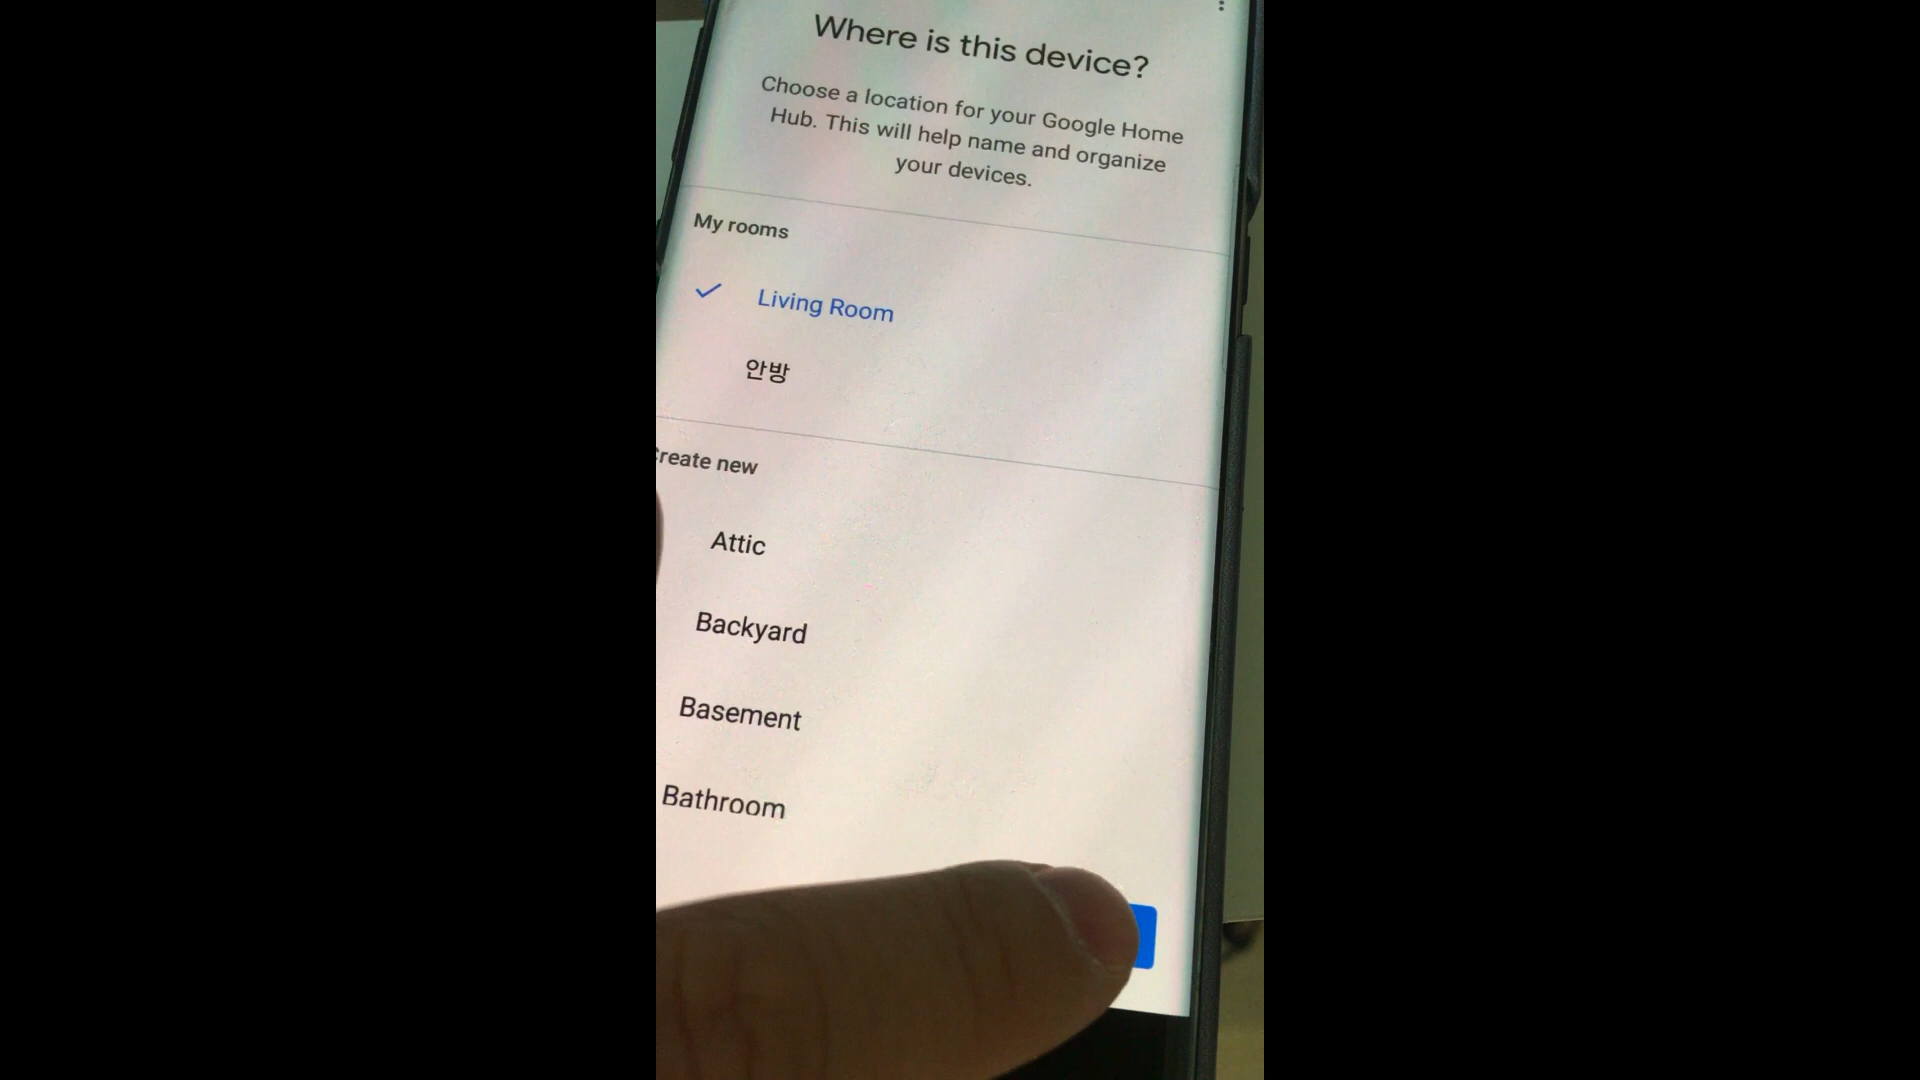 Where is this device?
Choose a location for your Google Home
Hub. This will help name and organize
your devices.
My rooms
Living Room
안방
reate new
Attic
Backyard
Basement
Bathroom